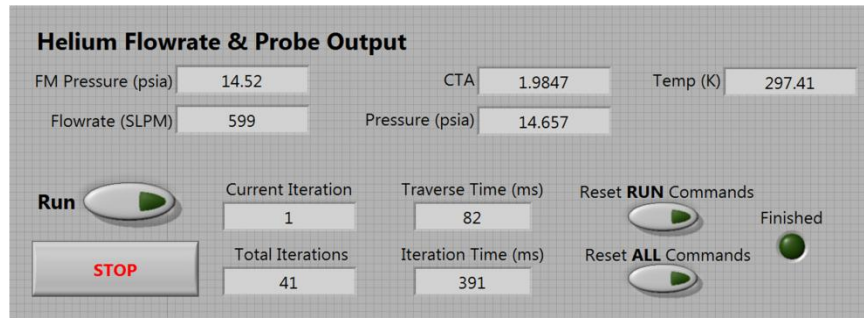 Helium Flowrate & Probe Output
FM Pressure (psia) 14.52 CTA 1.9847 Temp (K) 297.41
Flowrate (SLPM) 599 Pressure (psia) 14.657
Current Iteration Traverse Time (ms) Reset RUN Commands
Run 1 82 Finished
Total Iterations Iteration Time (ms) Reset ALL Commands
STOP 41 391